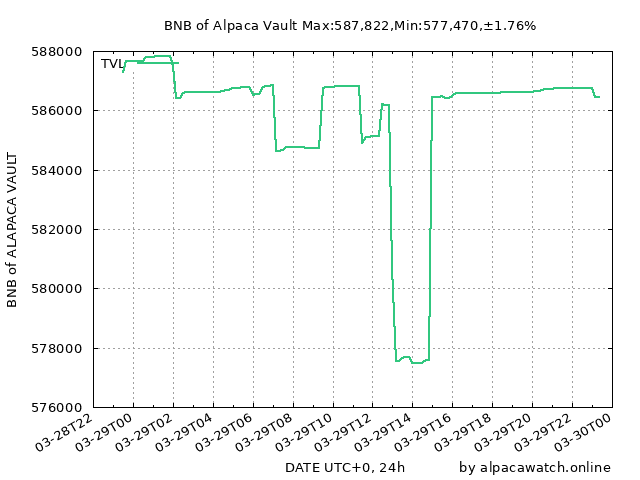 BNB of Alpaca Vault Max:587,822,Min:577,470,±1.76%
588000
TVL
586000
584000
582000
580000
578000
576000
BNB of ALAPACA VAULT
03-28T22
03-29T00
03-29T02
03-29T04
03-29T06
03-29T08
03-29T10
03-29T12
03-29T14
03-29T16
03-29T18
03-29T20
03-29T22
03-30T00
DATE UTC+0, 24h
by alpacawatch.online